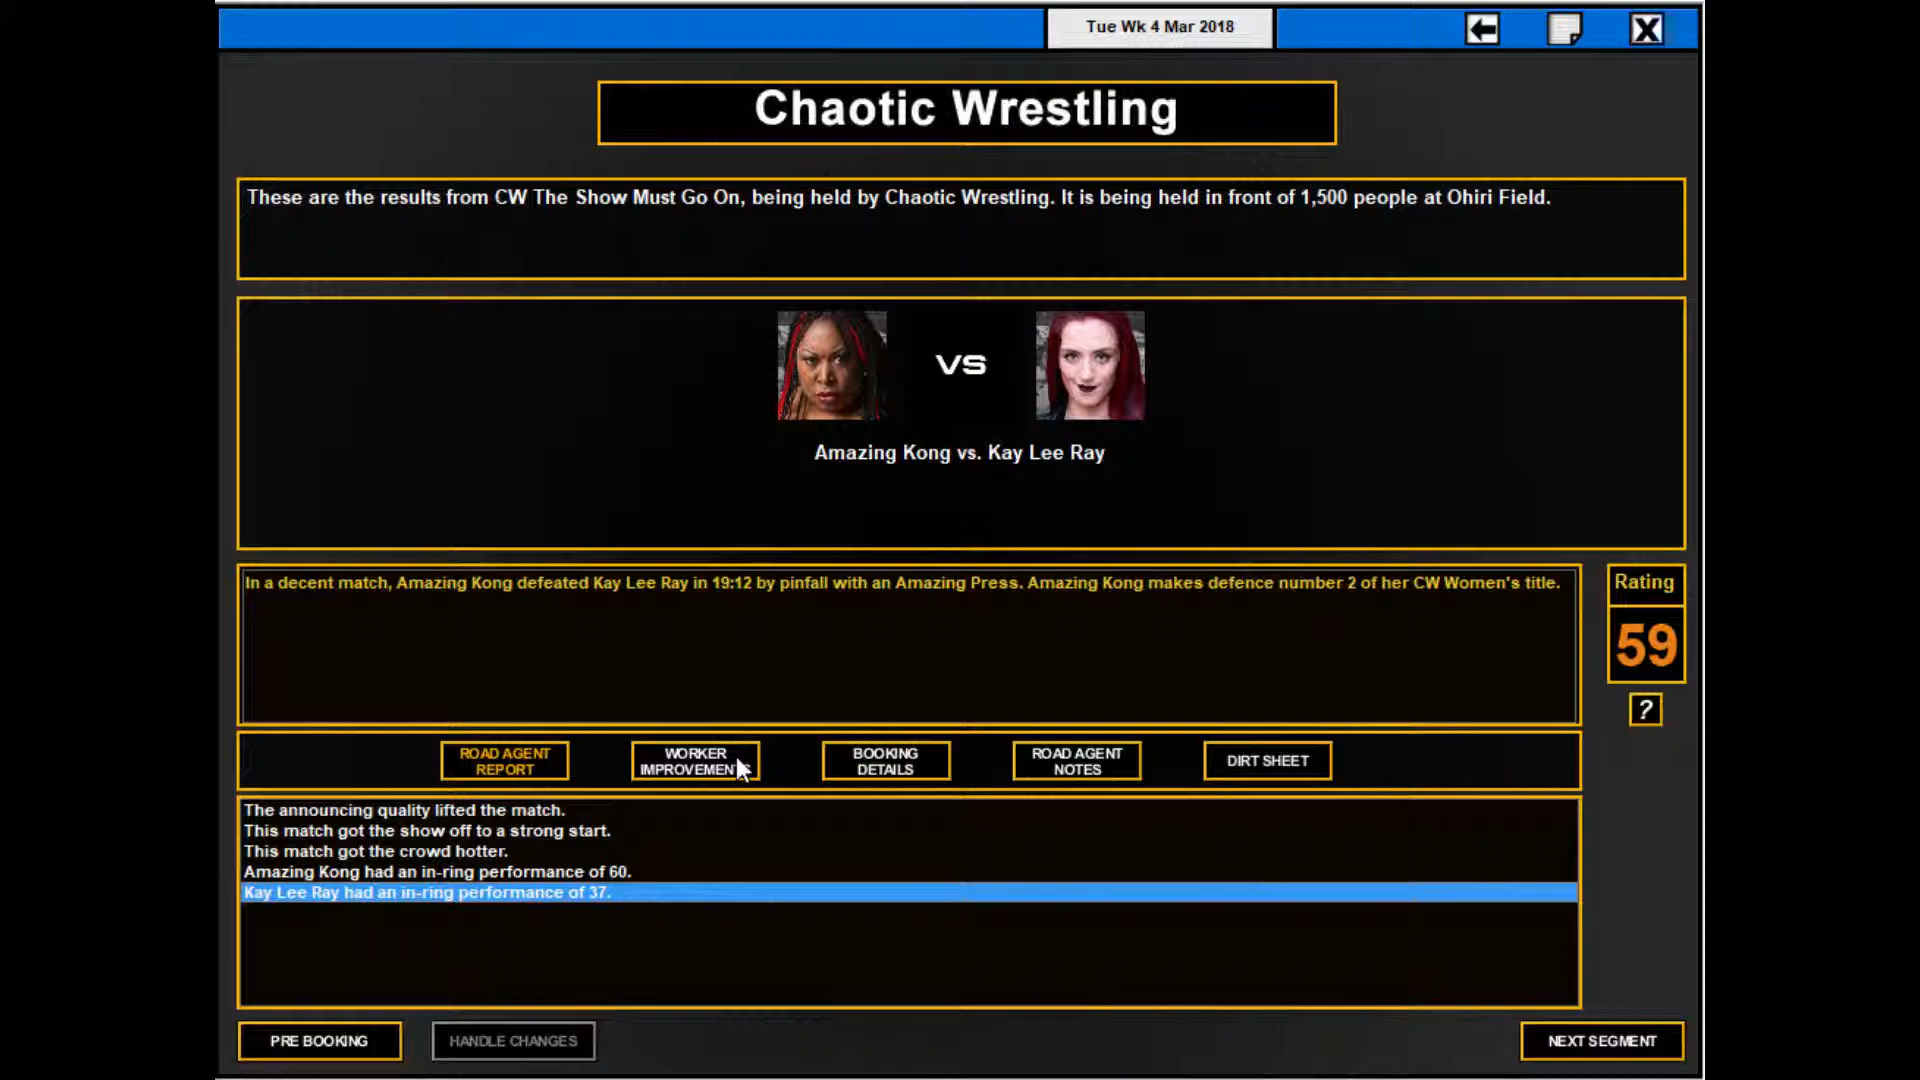 Tue Wk 4 Mar 2018
Chaotic Wrestling
These are the results from CW The Show Must Go On, being held by Chaotic Wrestling. It is being held in front of 1,500 people at Ohiri Field.
VS
Amazing Kong vs. Kay Lee Ray
In a decent match, Amazing Kong defeated Kay Lee Ray in 19:12 by pinfall with an Amazing Press. Amazing Kong makes defence number 2 of her CW Women's title.
Rating
59
?
ROAD AGENT REPORT
WORKER IMPROVEMENTS
BOOKING DETAILS
ROAD AGENT NOTES
DIRT SHEET
The announcing quality lifted the match.
This match got the show off to a strong start.
This match got the crowd hotter.
Amazing Kong had an in-ring performance of 60.
Kay Lee Ray had an in-ring performance of 37.
PRE BOOKING
HANDLE CHANGES
NEXT SEGMENT